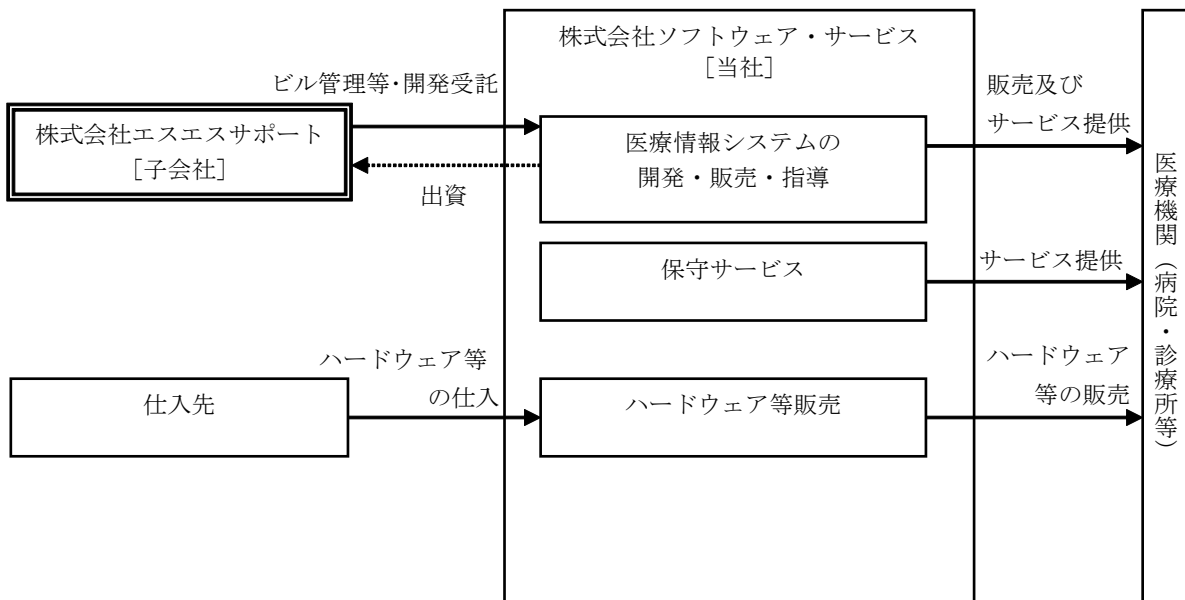 株式会社ソフトウェア・サービス
［当社］
ビル管理等・開発受託
株式会社エスエスサポート
［子会社］
出資
医療情報システムの
開発・販売・指導
販売及び
サービス提供
保守サービス
サービス提供
仕入先
ハードウェア等
の仕入
ハードウェア等販売
ハードウェア
等の販売
医療機関（病院・診療所等）